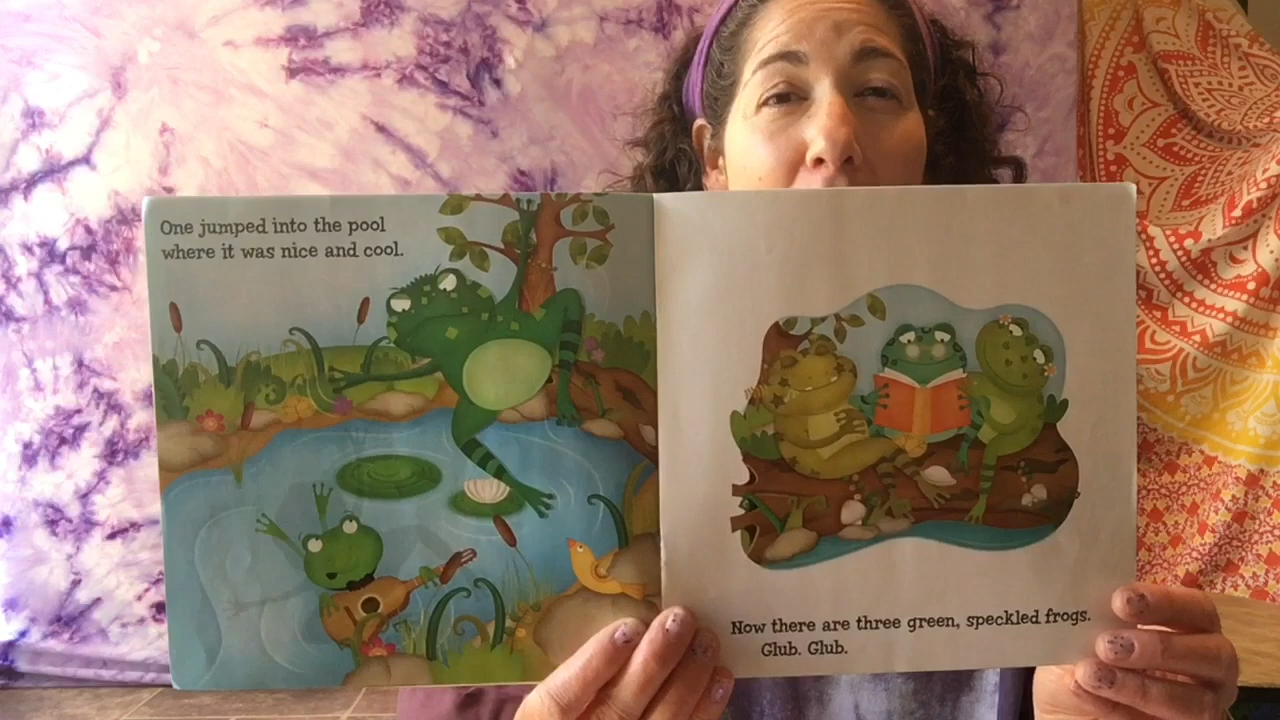 One jumped into the pool
where it was nice and cool.
Now there are three green, speckled frogs.
Glub. Glub.